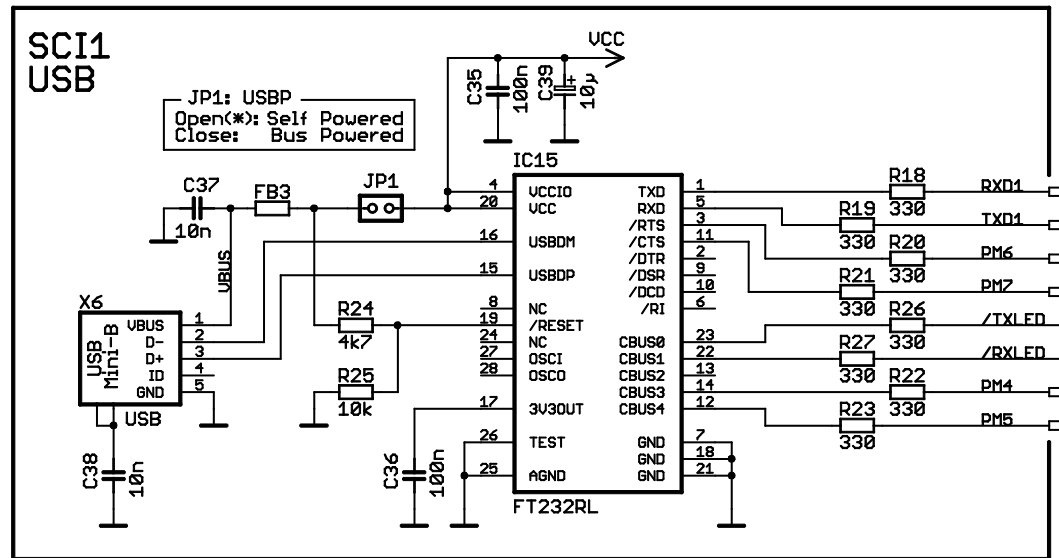 SCI1
USB
VCC
C35
100n
C39
+
10µ
JP1: USBP
Open(*): Self Powered
Close: Bus Powered
IC15
C37
10n
FB3
JP1
VBUS
4 VCCIO TXD 1 R18 330 RXD1
20 VCC RXD 5 R19 330 TXD1
/RTS 3 R20 330 PM6
16 USBDM /CTS 11 R21 330 PM7
/DTR 2
15 USBDP /DSR 9
/DCD 10
8 NC /RI 6
19 /RESET
24 NC CBUS0 23 R26 330 /TXLED
27 OSCI CBUS1 22 R27 330 /RXLED
28 OSCO CBUS2 13
CBUS3 14 R22 330 PM4
17 3V3OUT CBUS4 12 R23 330 PM5
26 TEST GND 7
GND 18
25 AGND GND 21
FT232RL
X6
USB
Mini-B
VBUS 1
D- 2
D+ 3
ID 4
GND 5
USB
R24
4k7
R25
10k
C38
10n
C36
100n